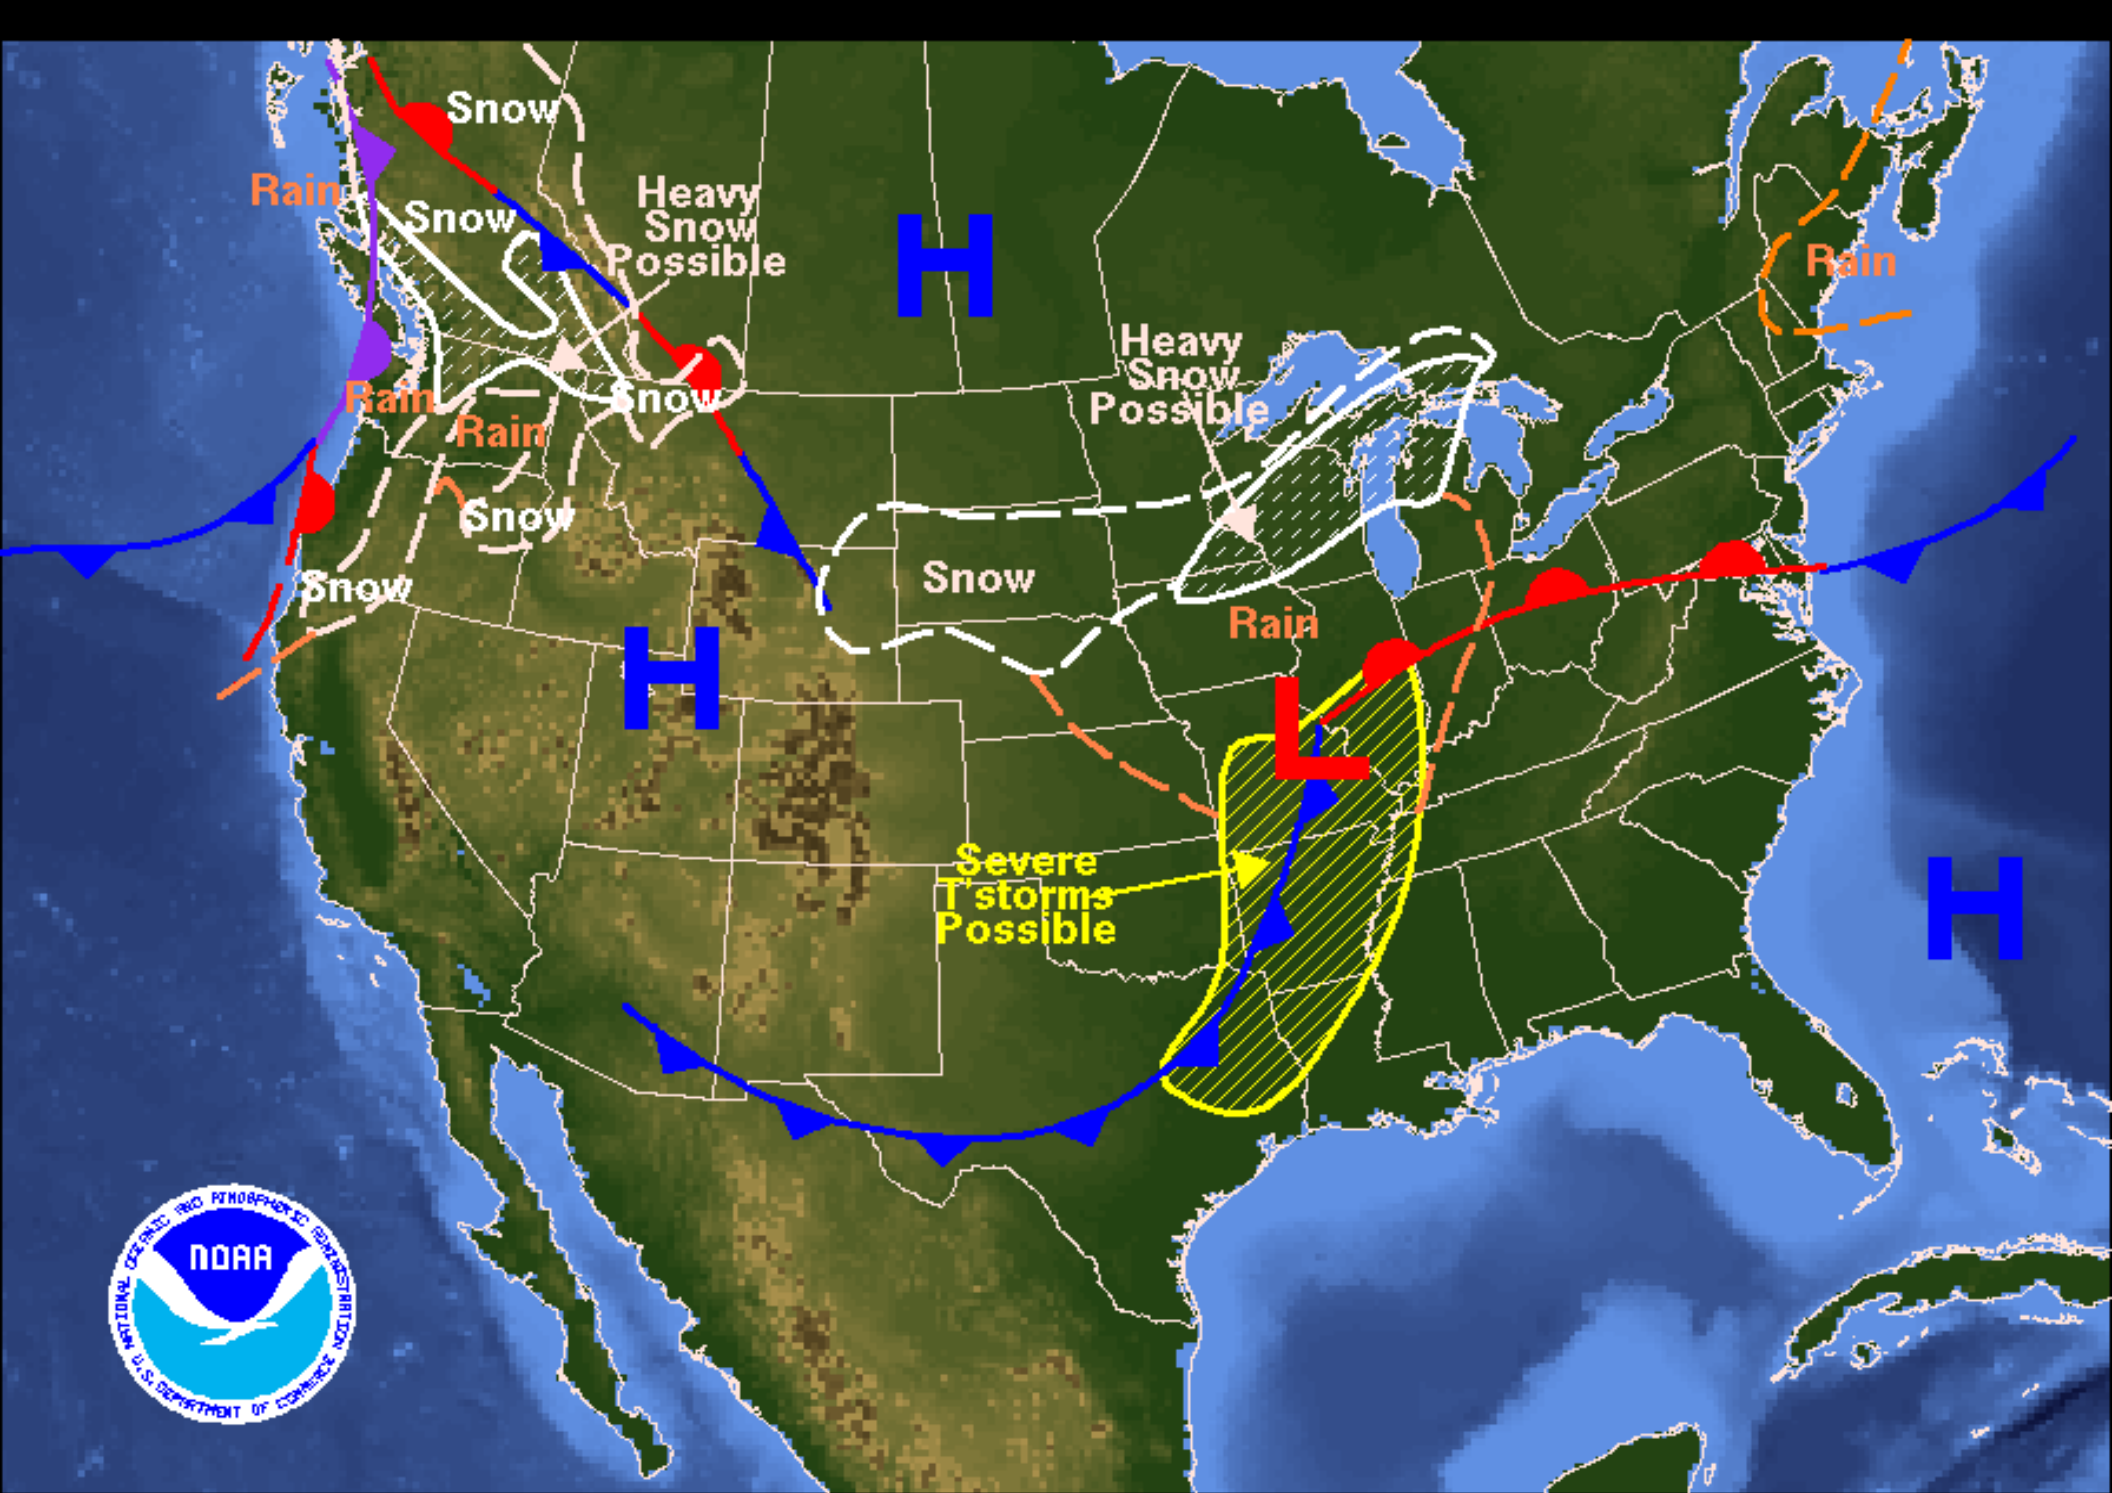 Snow
Rain
Snow
Heavy
Snow
Possible
H
Rain
Heavy
Snow
Possible
Rain
Snow
Rain
Snow
Snow
Snow
Rain
H
L
Severe
T'storms
Possible
H
NATIONAL OCEANIC AND ATMOSPHERIC ADMINISTRATION
NOAA
U.S. DEPARTMENT OF COMMERCE